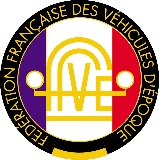 FÉDÉRATION FRANÇAISE DES VÉHICULES D'ÉPOQUE
FFVE